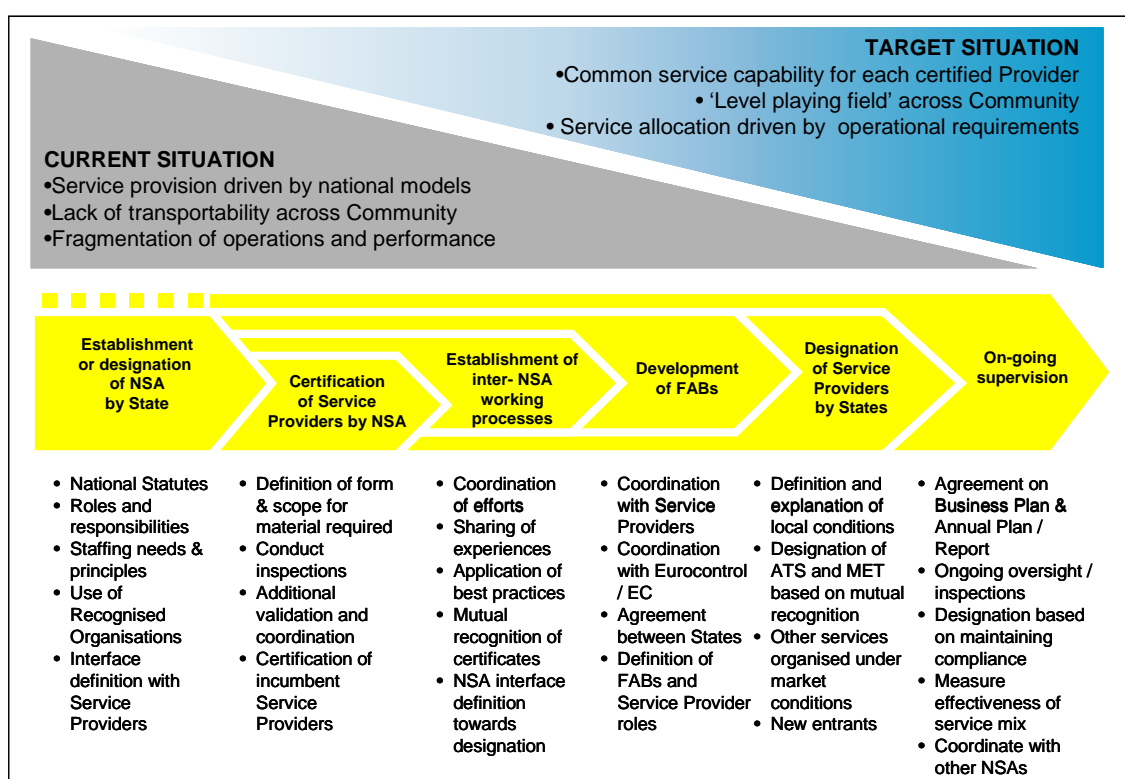 TARGET SITUATION
•Common service capability for each certified Provider
• 'Level playing field' across Community
• Service allocation driven by operational requirements
CURRENT SITUATION
•Service provision driven by national models
•Lack of transportability across Community
•Fragmentation of operations and performance
Establishment
or designation
of NSA
by State
Certification
of Service
Providers by NSA
Establishment of
inter- NSA
working
processes
Development
of FABs
Designation
of Service
Providers
by States
On-going
supervision
• National Statutes
• Roles and
responsibilities
• Staffing needs &
principles
• Use of
Recognised
Organisations
• Interface
definition with
Service
Providers
• Definition of form
& scope for
material required
• Conduct
inspections
• Additional
validation and
coordination
• Certification of
incumbent
Service
Providers
• Coordination
of efforts
• Sharing of
experiences
• Application of
best practices
• Mutual
recognition of
certificates
• NSA interface
definition
towards
designation
• Coordination
with Service
Providers
• Coordination
with Eurocontrol
/ EC
• Agreement
between States
• Definition of
FABs and
Service Provider
roles
• Definition and
explanation of
local conditions
• Designation of
ATS and MET
based on mutual
recognition
• Other services
organised under
market
conditions
• New entrants
• Agreement on
Business Plan &
Annual Plan /
Report
• Ongoing oversight /
inspections
• Designation based
on maintaining
compliance
• Measure
effectiveness of
service mix
• Coordinate with
other NSAs